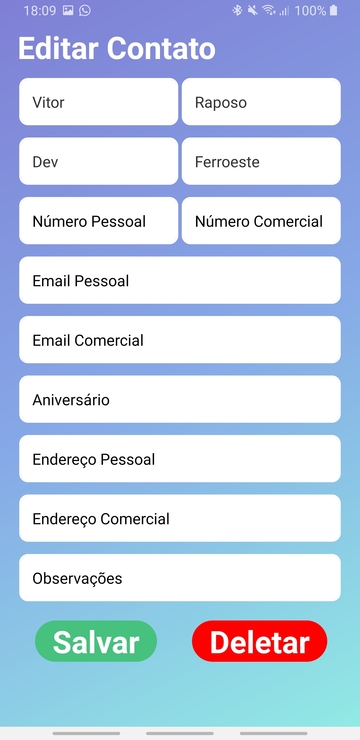 18:09 100%
Editar Contato
Vitor Raposo
Dev Ferroeste
Número Pessoal Número Comercial
Email Pessoal
Email Comercial
Aniversário
Endereço Pessoal
Endereço Comercial
Observações
Salvar Deletar